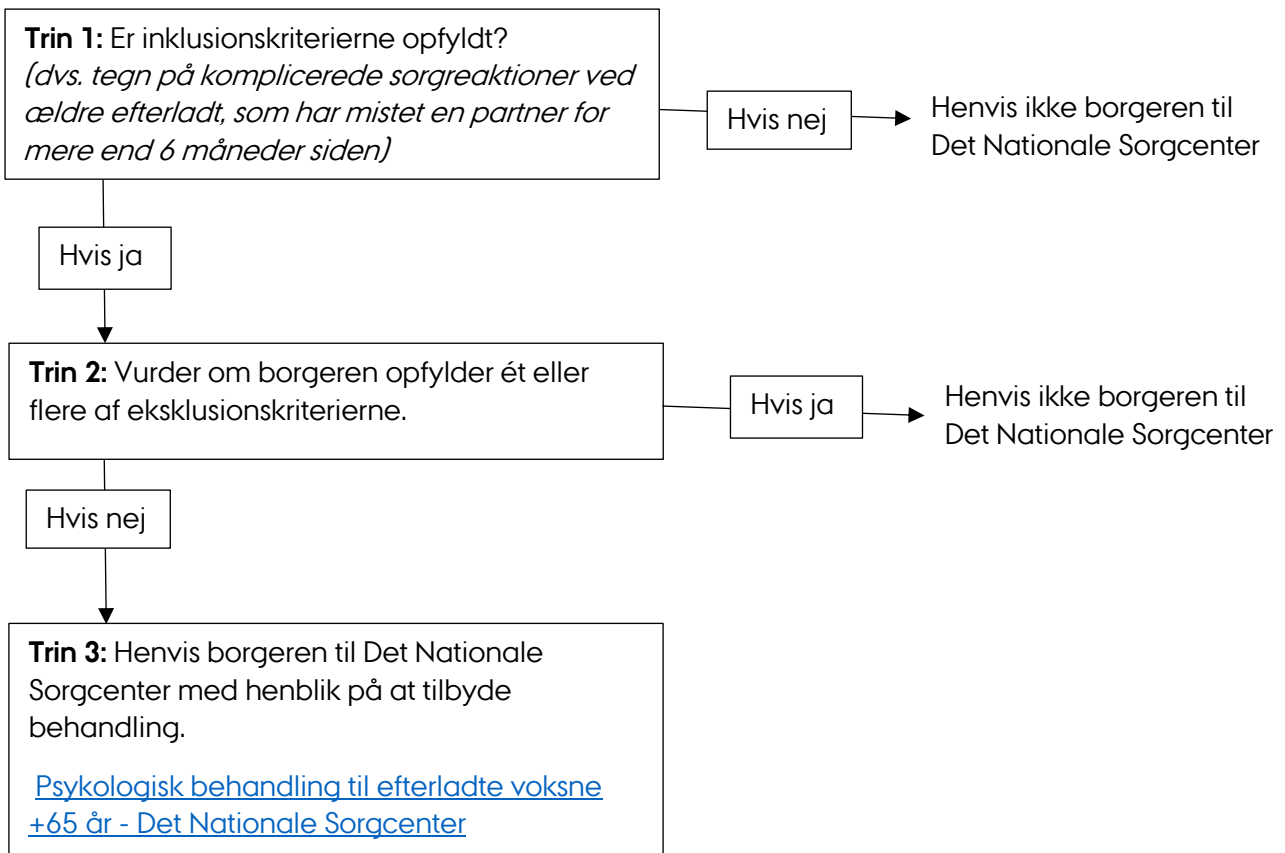 Trin 1: Er inklusionskriterierne opfyldt?
(dvs. tegn på komplicerede sorgreaktioner ved
ældre efterladt, som har mistet en partner for
mere end 6 måneder siden)
Hvis nej
Henvis ikke borgeren til
Det Nationale Sorgcenter
Hvis ja
Trin 2: Vurder om borgeren opfylder ét eller
flere af eksklusionskriterierne.
Hvis ja
Henvis ikke borgeren til
Det Nationale Sorgcenter
Hvis nej
Trin 3: Henvis borgeren til Det Nationale
Sorgcenter med henblik på at tilbyde
behandling.
Psykologisk behandling til efterladte voksne
+65 år - Det Nationale Sorgcenter